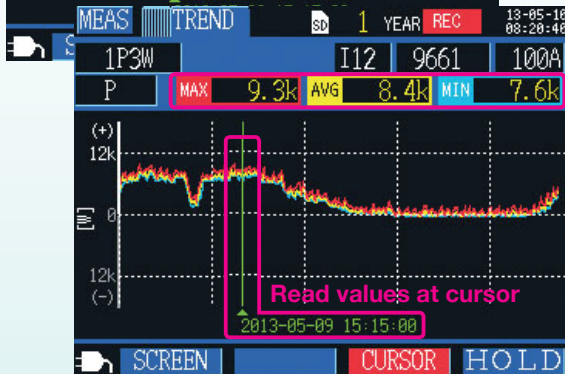 MEAS TREND SD 1 YEAR REC 13-05-10
08:20:40
1P3W I12 9661 100A
P MAX 9.3k AVG 8.4k MIN 7.6k
(+)
12k
[W] 0
12k
(-)
Read values at cursor
2013-05-09 15:15:00
SCREEN CURSOR HOLD